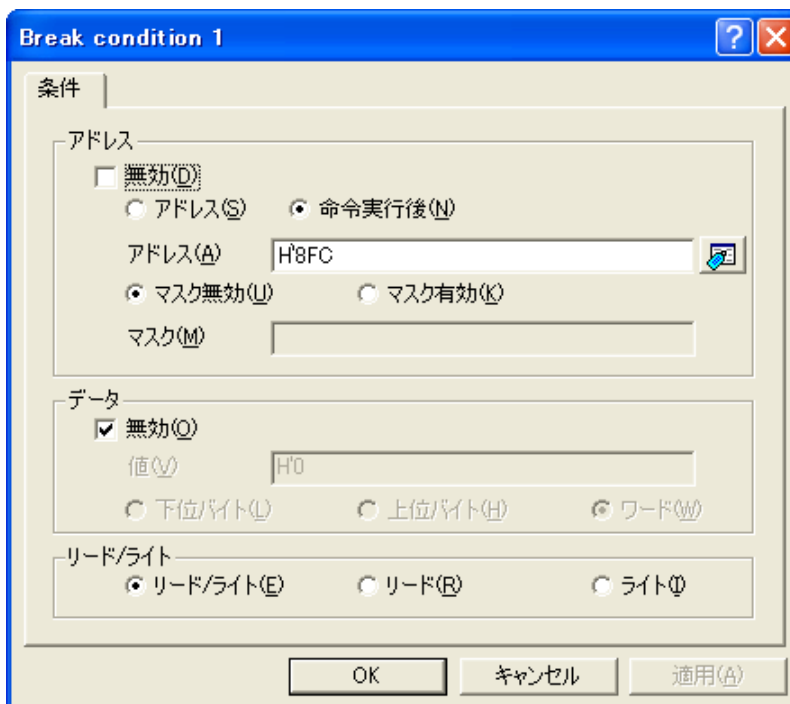 Break condition 1
条件
アドレス
無効(D)
アドレス(S) 命令実行後(N)
アドレス(A) H'8FC
マスク無効(U) マスク有効(K)
マスク(M)
データ
無効(O)
値(V) H'0
下位バイト(L) 上位バイト(H) ワード(W)
リード/ライト
リード/ライト(E) リード(R) ライト(I)
OK キャンセル 適用(A)